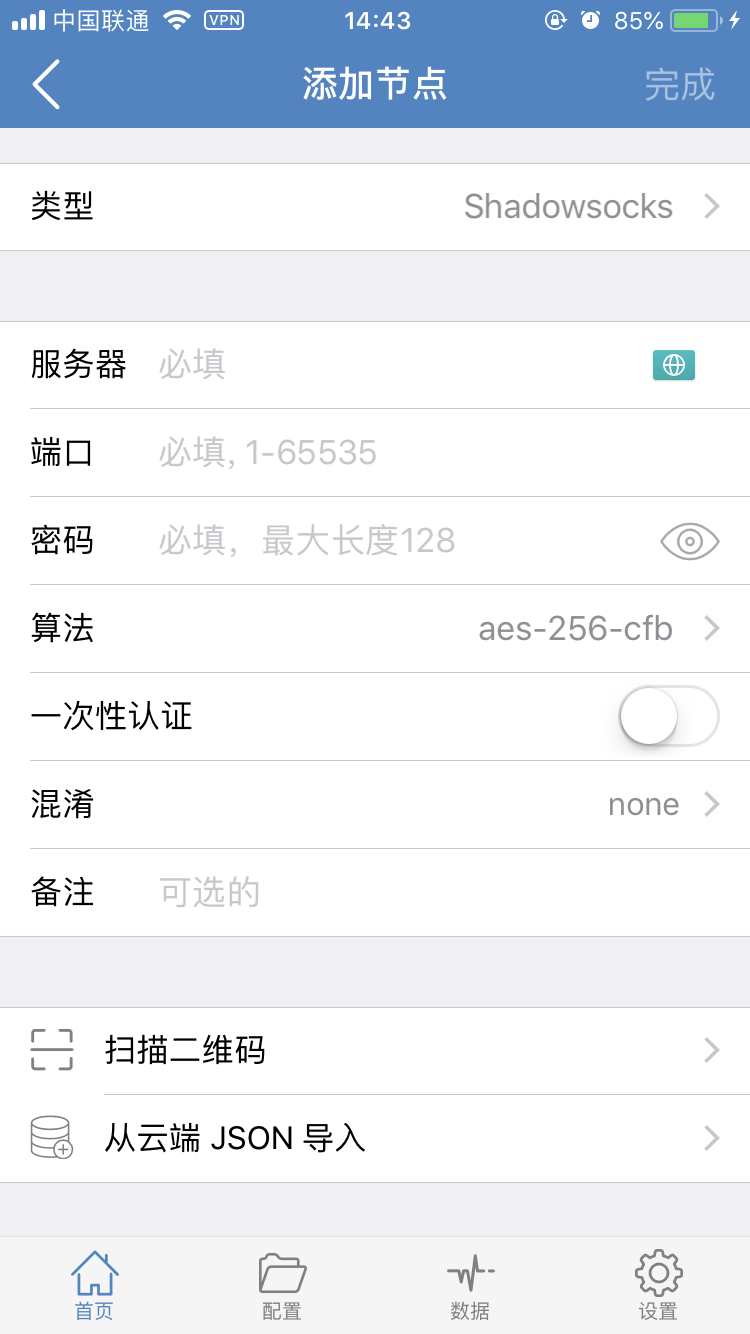 中国联通 VPN 14:43 85%
添加节点 完成
类型 Shadowsocks
服务器 必填
端口 必填, 1-65535
密码 必填，最大长度128
算法 aes-256-cfb
一次性认证
混淆 none
备注 可选的
扫描二维码
从云端 JSON 导入
首页 配置 数据 设置